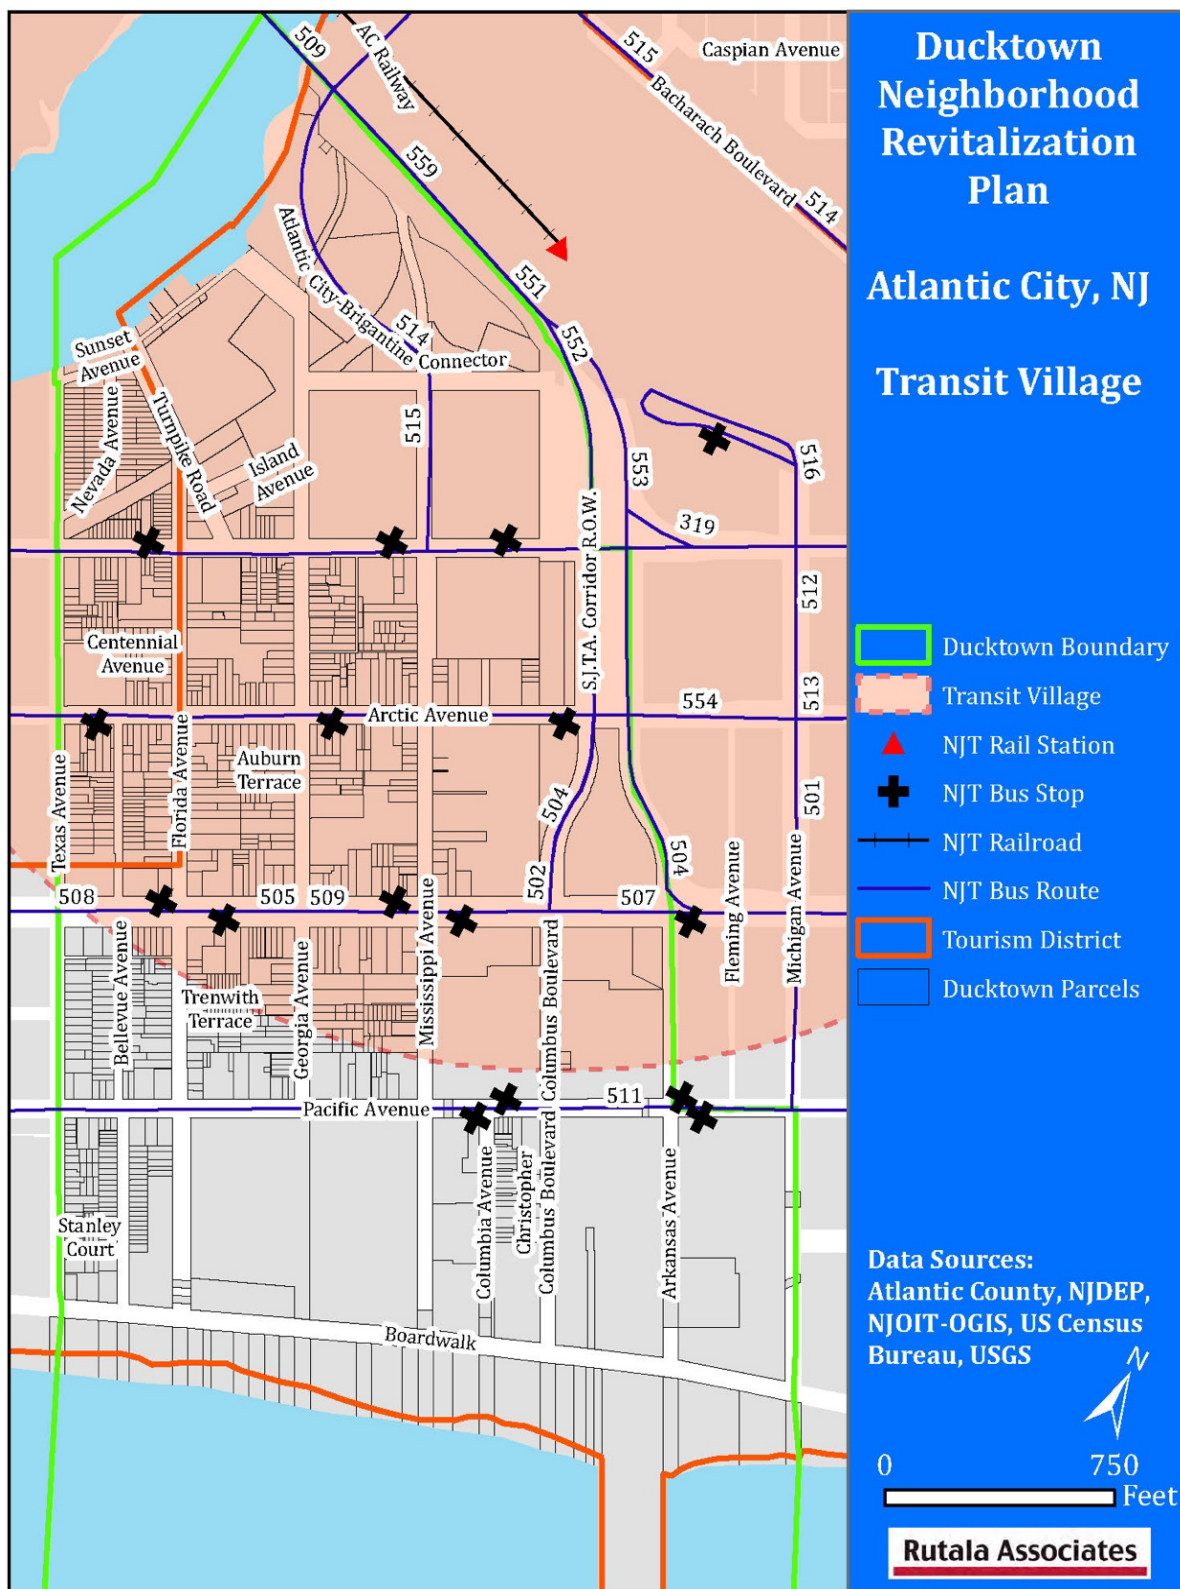 Ducktown
Neighborhood
Revitalization
Plan
Atlantic City, NJ
Transit Village
Ducktown Boundary
Transit Village
NJT Rail Station
NJT Bus Stop
NJT Railroad
NJT Bus Route
Tourism District
Ducktown Parcels
Data Sources:
Atlantic County, NJDEP,
NJOIT-OGIS, US Census
Bureau, USGS
N
0 750
Feet
Rutala Associates
509
AC Railway
515
Caspian Avenue
Bacharach Boulevard
514
559
Atlantic City-Brigantine Connector
514
551
552
Sunset
Avenue
Nevada Avenue
Turnpike Road
Island
Avenue
515
553
516
319
S.J.T.A. Corridor R.O.W.
512
Centennial
Avenue
513
554
Arctic Avenue
Texas Avenue
Florida Avenue
Auburn
Terrace
504
501
502
504
508
505
509
507
Bellevue Avenue
Trenwith
Terrace
Georgia Avenue
Mississippi Avenue
Columbus Boulevard
Fleming Avenue
Michigan Avenue
Pacific Avenue
511
Stanley
Court
Columbia Avenue
Christopher
Columbus Boulevard
Arkansas Avenue
Boardwalk